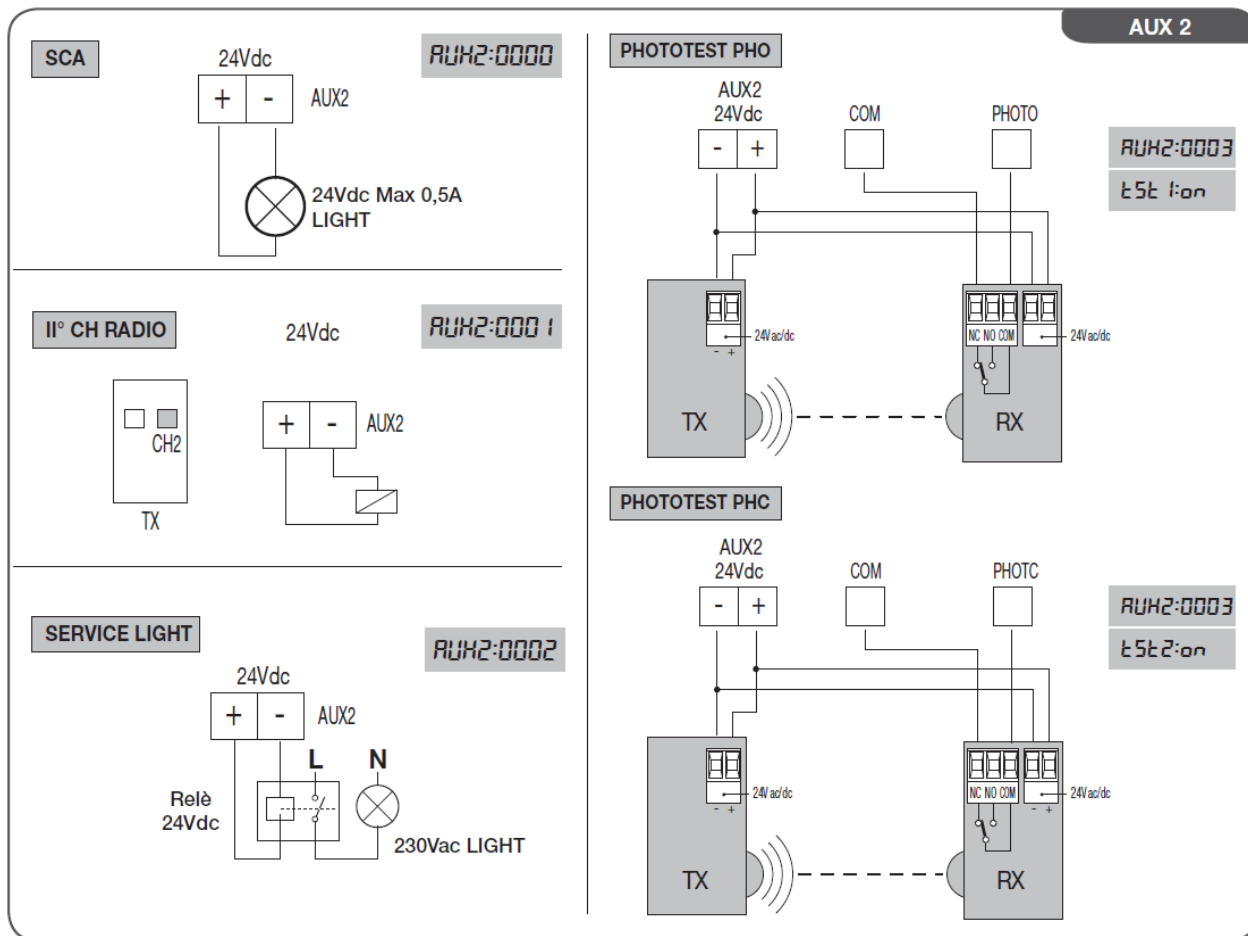 AUX 2
SCA
24Vdc
AUX2:0000
+ - AUX2
24Vdc Max 0,5A
LIGHT
II° CH RADIO
24Vdc
AUX2:0001
CH2
TX
+ - AUX2
SERVICE LIGHT
AUX2:0002
24Vdc
+ - AUX2
L N
Relè
24Vdc
230Vac LIGHT
PHOTOTEST PHO
AUX2
24Vdc
COM
PHOTO
- +
AUX2:0003
tSt1:on
24Vac/dc
- +
TX
NC NO COM
24Vac/dc
RX
PHOTOTEST PHC
AUX2
24Vdc
COM
PHOTC
- +
AUX2:0003
tSt2:on
24Vac/dc
- +
TX
NC NO COM
24Vac/dc
- +
RX